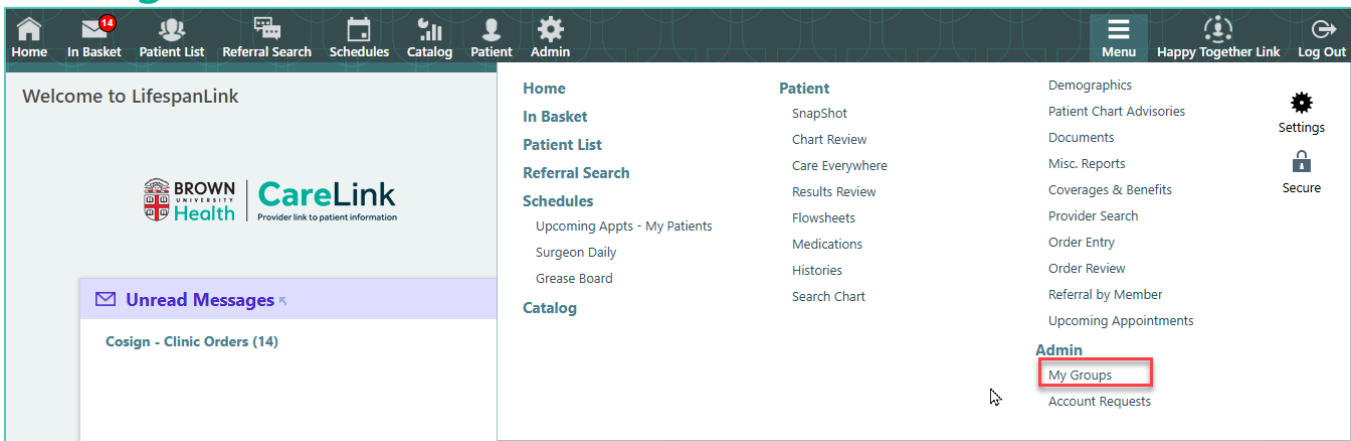 14
Home In Basket Patient List Referral Search Schedules Catalog Patient Admin Menu Happy Together Link Log Out
Welcome to LifespanLink
BROWN
UNIVERSITY
Health
CareLink
Provider link to patient information
Unread Messages
Cosign - Clinic Orders (14)
Home
In Basket
Patient List
Referral Search
Schedules
Upcoming Appts - My Patients
Surgeon Daily
Grease Board
Catalog
Patient
SnapShot
Chart Review
Care Everywhere
Results Review
Flowsheets
Medications
Histories
Search Chart
Demographics
Patient Chart Advisories
Documents
Misc. Reports
Coverages & Benefits
Provider Search
Order Entry
Order Review
Referral by Member
Upcoming Appointments
Admin
My Groups
Account Requests
Settings
Secure